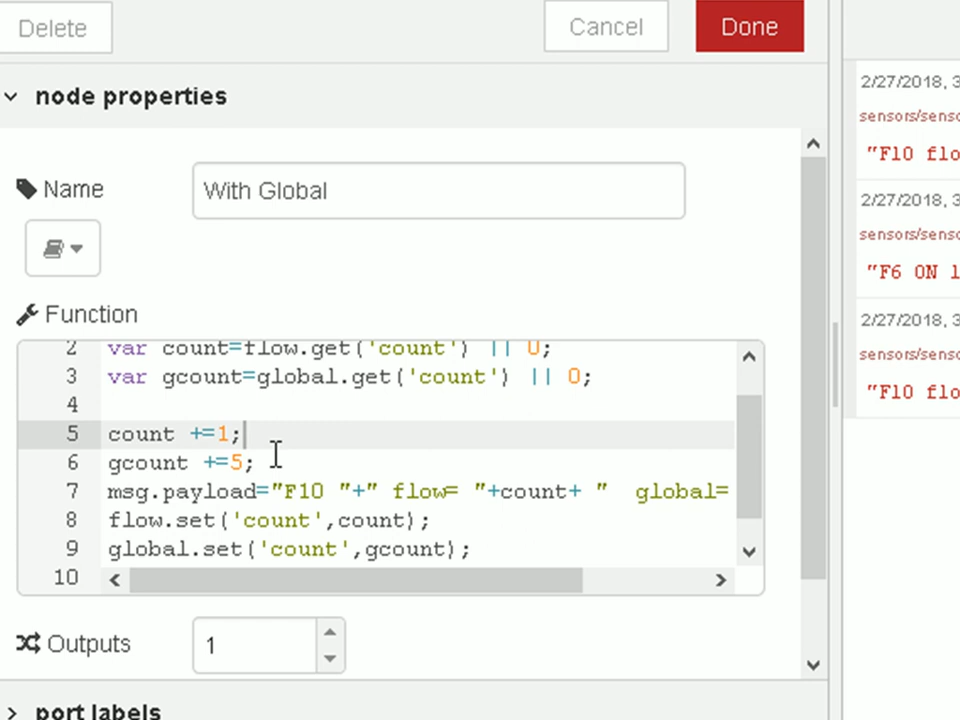 Delete
Cancel
Done
node properties
Name
With Global
Function
2 var count=flow.get('count') || 0;
3 var gcount=global.get('count') || 0;
4
5 count +=1;
6 gcount +=5;
7 msg.payload="F10 "+" flow= "+count+ "  global=
8 flow.set('count',count);
9 global.set('count',gcount);
10
Outputs
1
port labels
2/27/2018, 3
sensors/senso
"F10 flo
2/27/2018, 3
sensors/senso
"F6 ON l
2/27/2018, 3
sensors/senso
"F10 flo